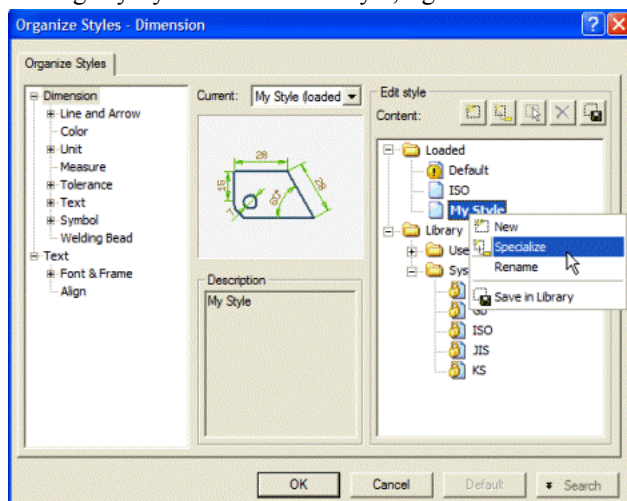 Organize Styles - Dimension
Organize Styles
Dimension
Line and Arrow
Color
Unit
Measure
Tolerance
Text
Symbol
Welding Bead
Text
Font & Frame
Align
Current: My Style (loaded
28
15
60°
28
7
Description
My Style
Edit style
Content:
Loaded
Default
ISO
My Style
Library
Use
Sys
ISO
JIS
KS
New
Specialize
Rename
Save in Library
OK
Cancel
Default
Search